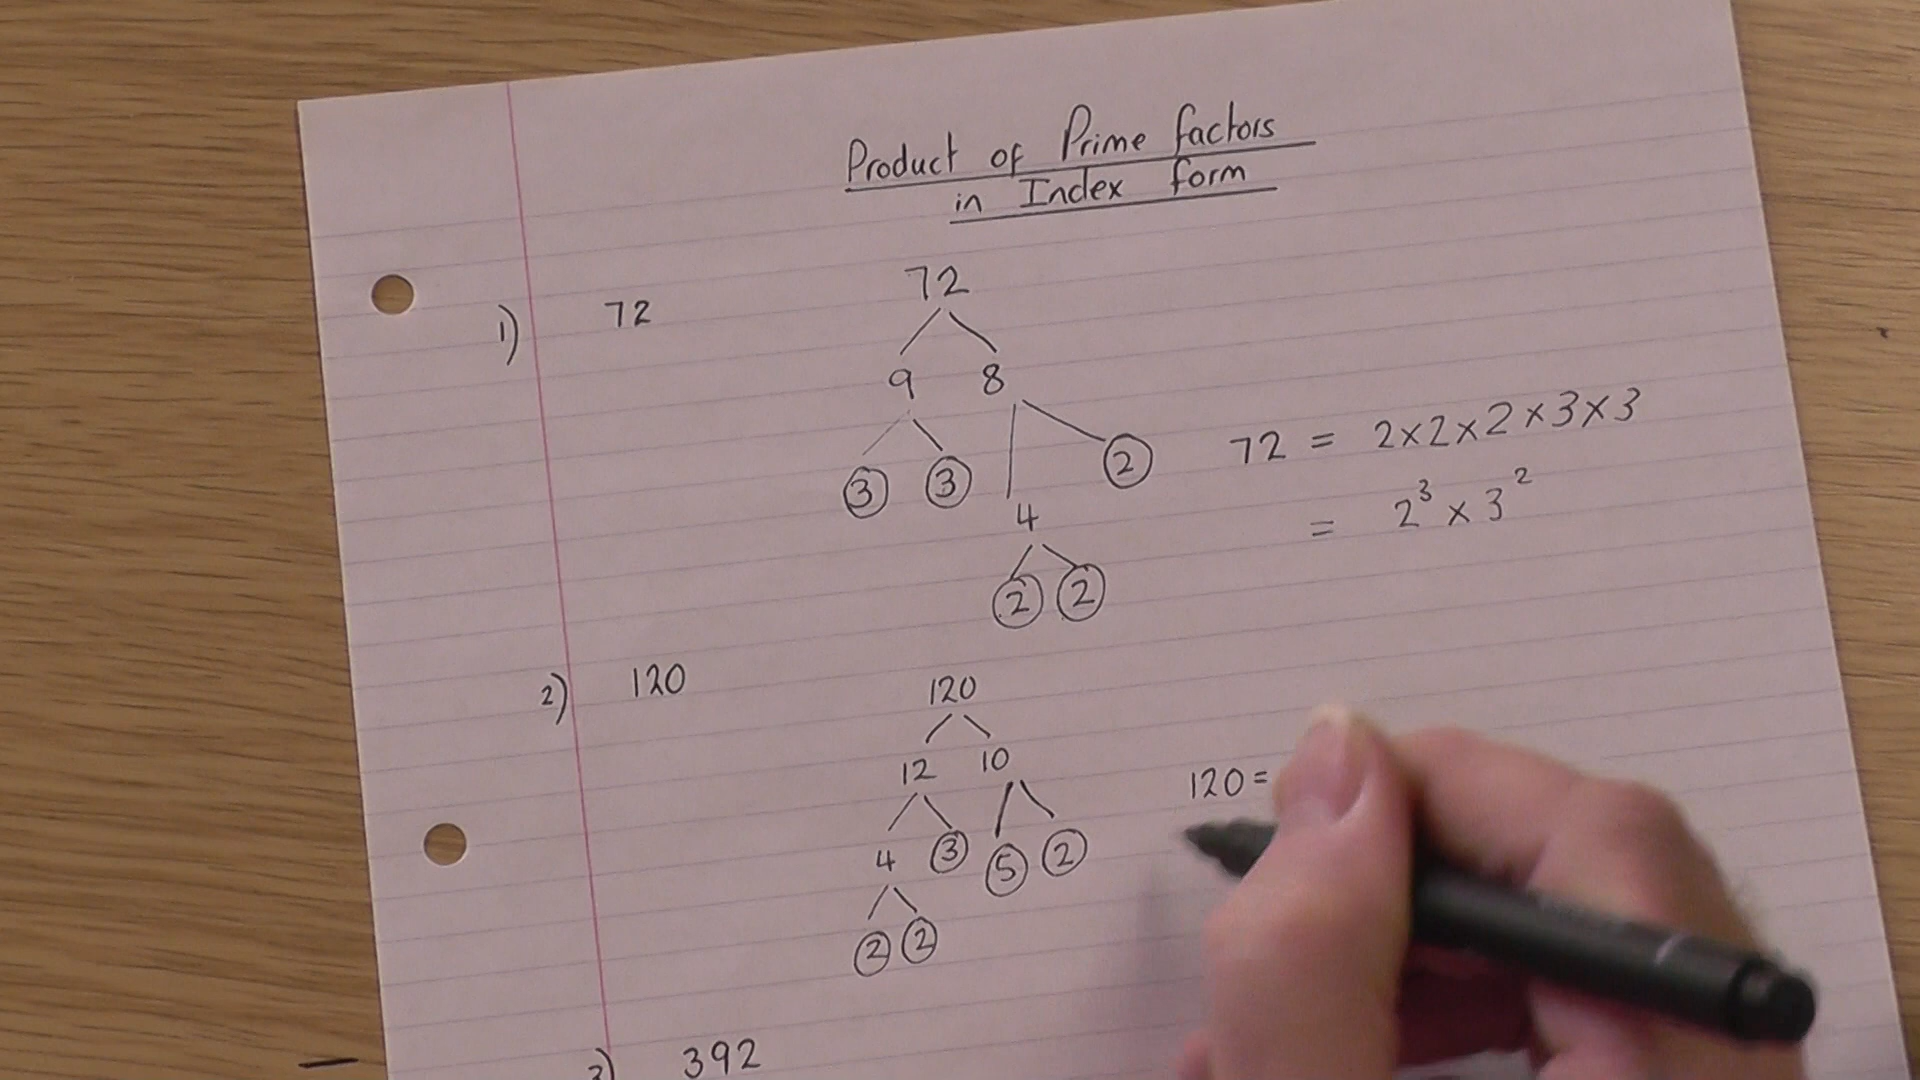 Product of Prime factors
in Index form
1) 72
72
9 8
3 3 2
4
2 2
72 = 2×2×2×3×3
= 2³ × 3²
2) 120
120
12 10
4 3 5 2
2 2
120 =
3) 392